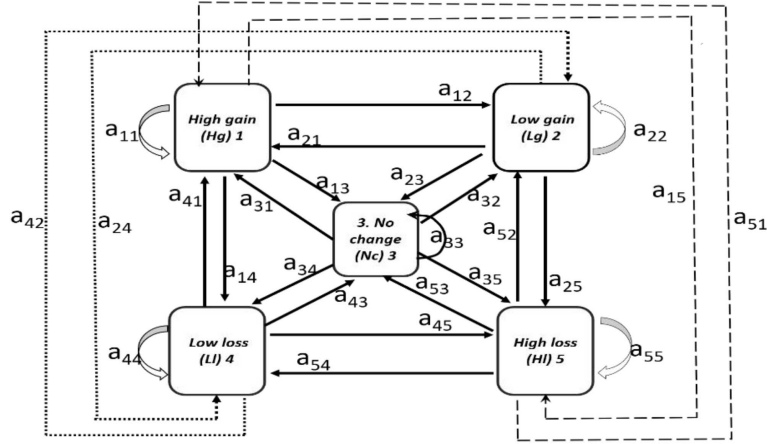 a12
High gain
(Hg) 1
Low gain
(Lg) 2
a11
a21
a22
a13
a23
a15
a41
a31
a32
a42
a24
3. No
change
(Nc) 3
a33
a52
a51
a14
a34
a43
a53
a35
a25
a45
Low loss
(Ll) 4
High loss
(Hl) 5
a44
a54
a55